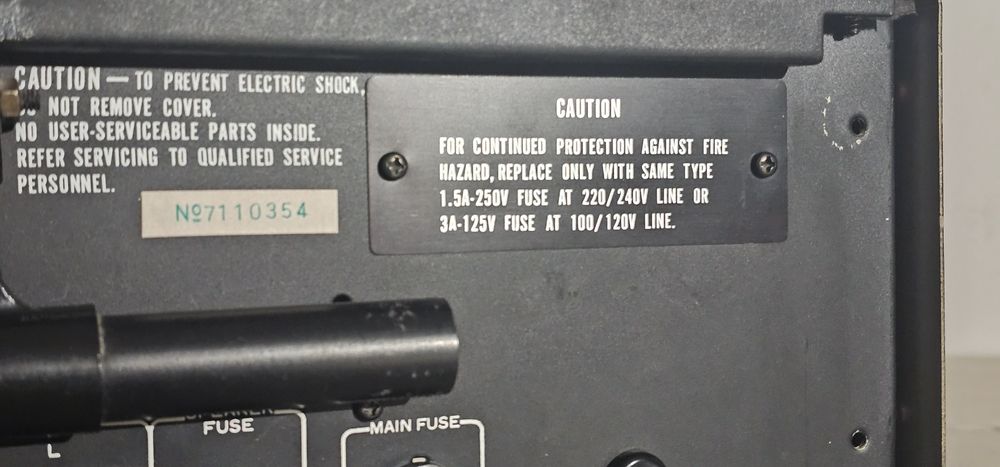 CAUTION — TO PREVENT ELECTRIC SHOCK,
NOT REMOVE COVER.
NO USER-SERVICEABLE PARTS INSIDE.
REFER SERVICING TO QUALIFIED SERVICE
PERSONNEL.
Nº7110354
CAUTION
FOR CONTINUED PROTECTION AGAINST FIRE
HAZARD, REPLACE ONLY WITH SAME TYPE
1.5A-250V FUSE AT 220/240V LINE OR
3A-125V FUSE AT 100/120V LINE.
L
FUSE
MAIN FUSE